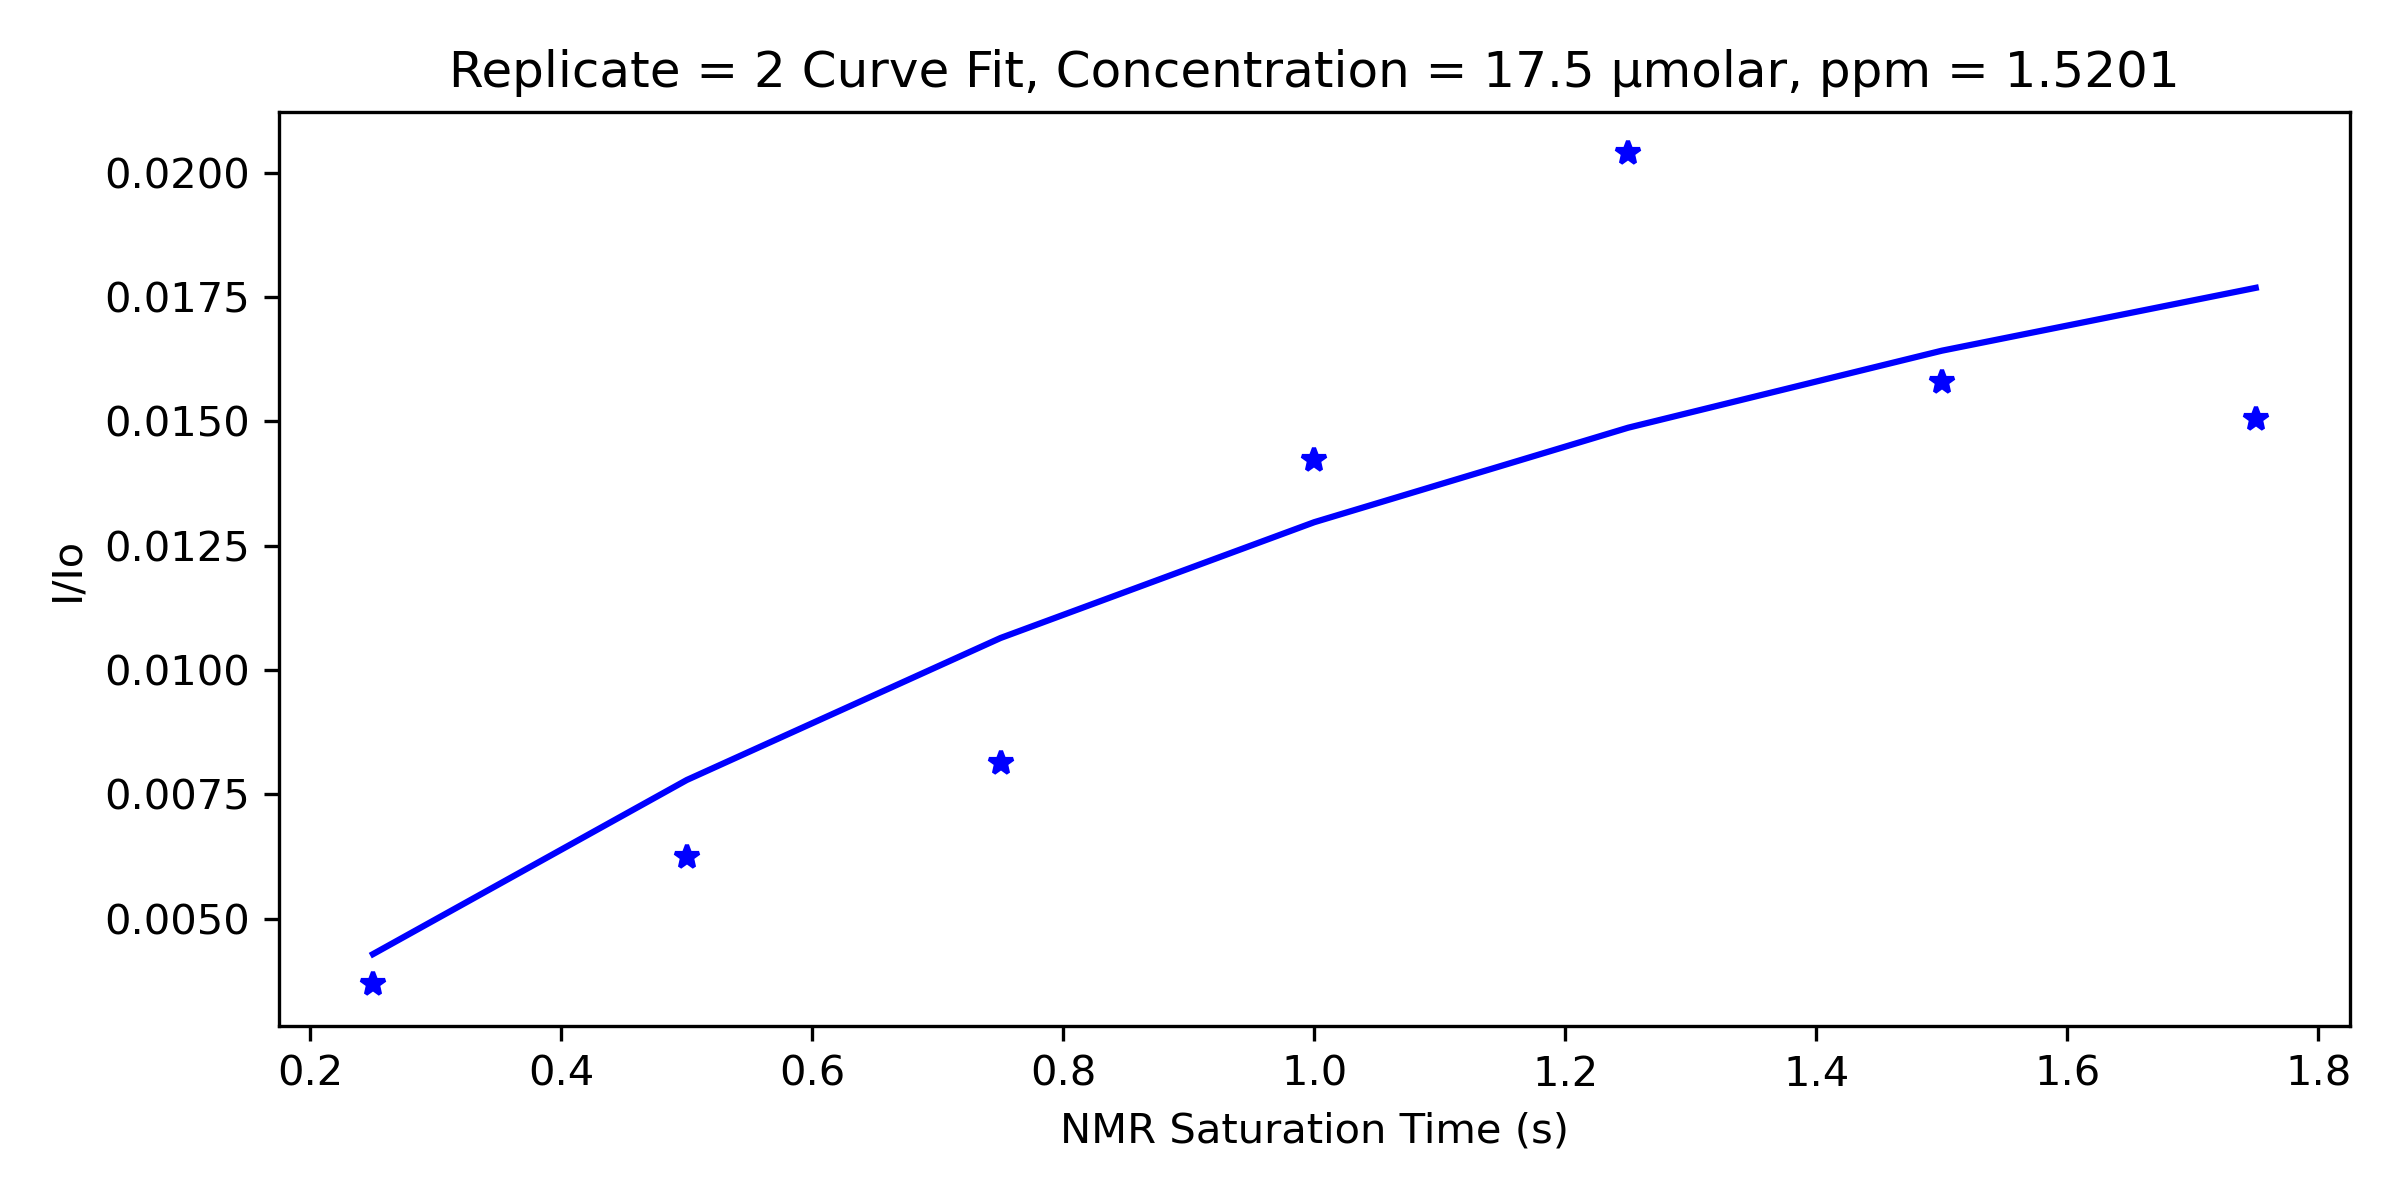 Replicate = 2 Curve Fit, Concentration = 17.5 µmolar, ppm = 1.5201
0.0200
0.0175
0.0150
0.0125
0.0100
0.0075
0.0050
I/Io
0.2 0.4 0.6 0.8 1.0 1.2 1.4 1.6 1.8
NMR Saturation Time (s)